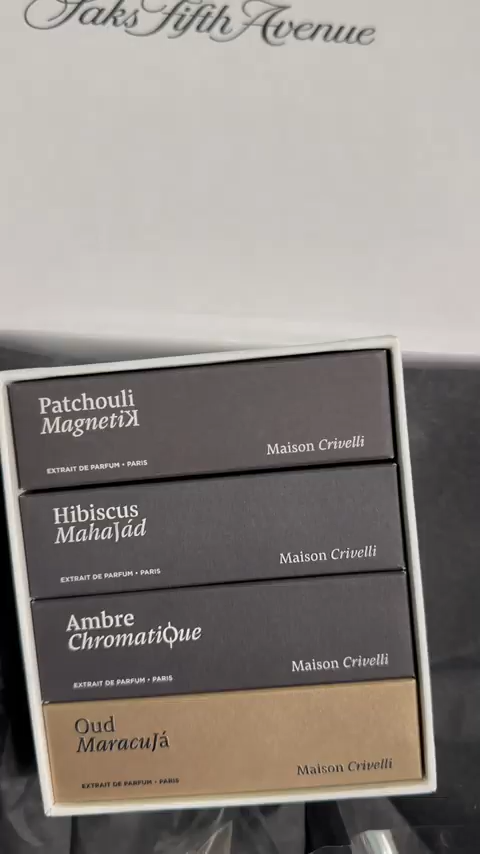 Saks Fifth Avenue
Patchouli
MagnetiK
Maison Crivelli
EXTRAIT DE PARFUM • PARIS
Hibiscus
MahaJád
Maison Crivelli
EXTRAIT DE PARFUM • PARIS
Ambre
ChromatiQue
Maison Crivelli
EXTRAIT DE PARFUM • PARIS
Oud
MaracuJá
Maison Crivelli
EXTRAIT DE PARFUM • PARIS